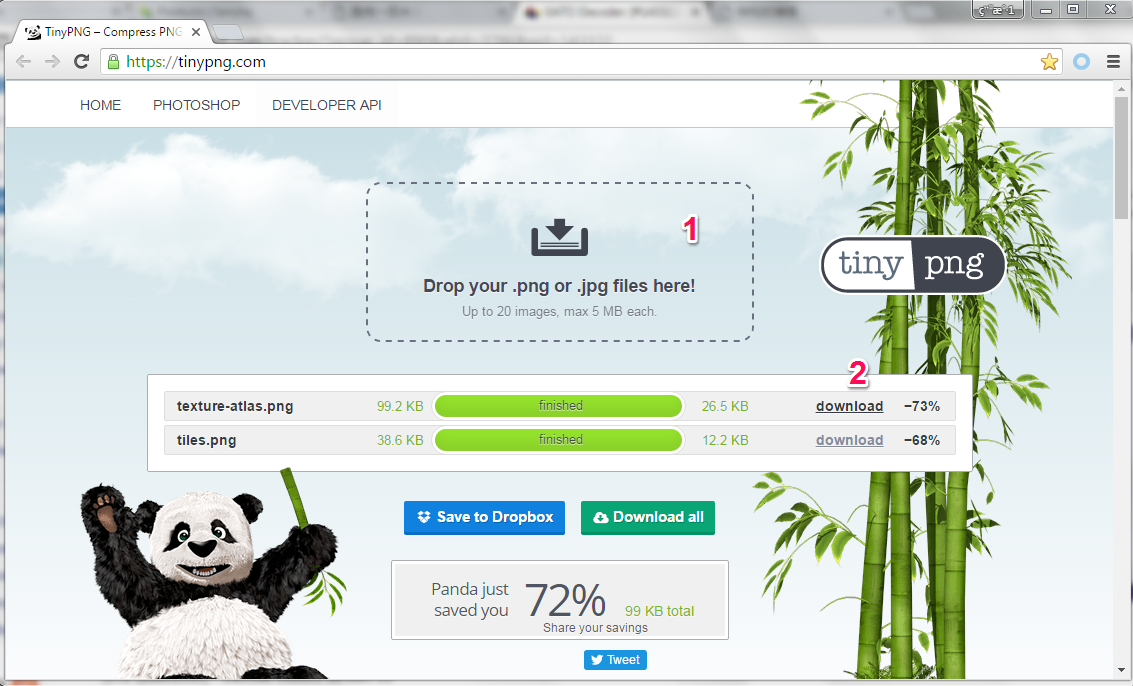 TinyPNG – Compress PNG
https://tinypng.com
HOME PHOTOSHOP DEVELOPER API
1
Drop your .png or .jpg files here!
Up to 20 images, max 5 MB each.
tiny png
2
texture-atlas.png 99.2 KB finished 26.5 KB download −73%
tiles.png 38.6 KB finished 12.2 KB download −68%
Save to Dropbox Download all
Panda just
saved you 72% 99 KB total
Share your savings
Tweet